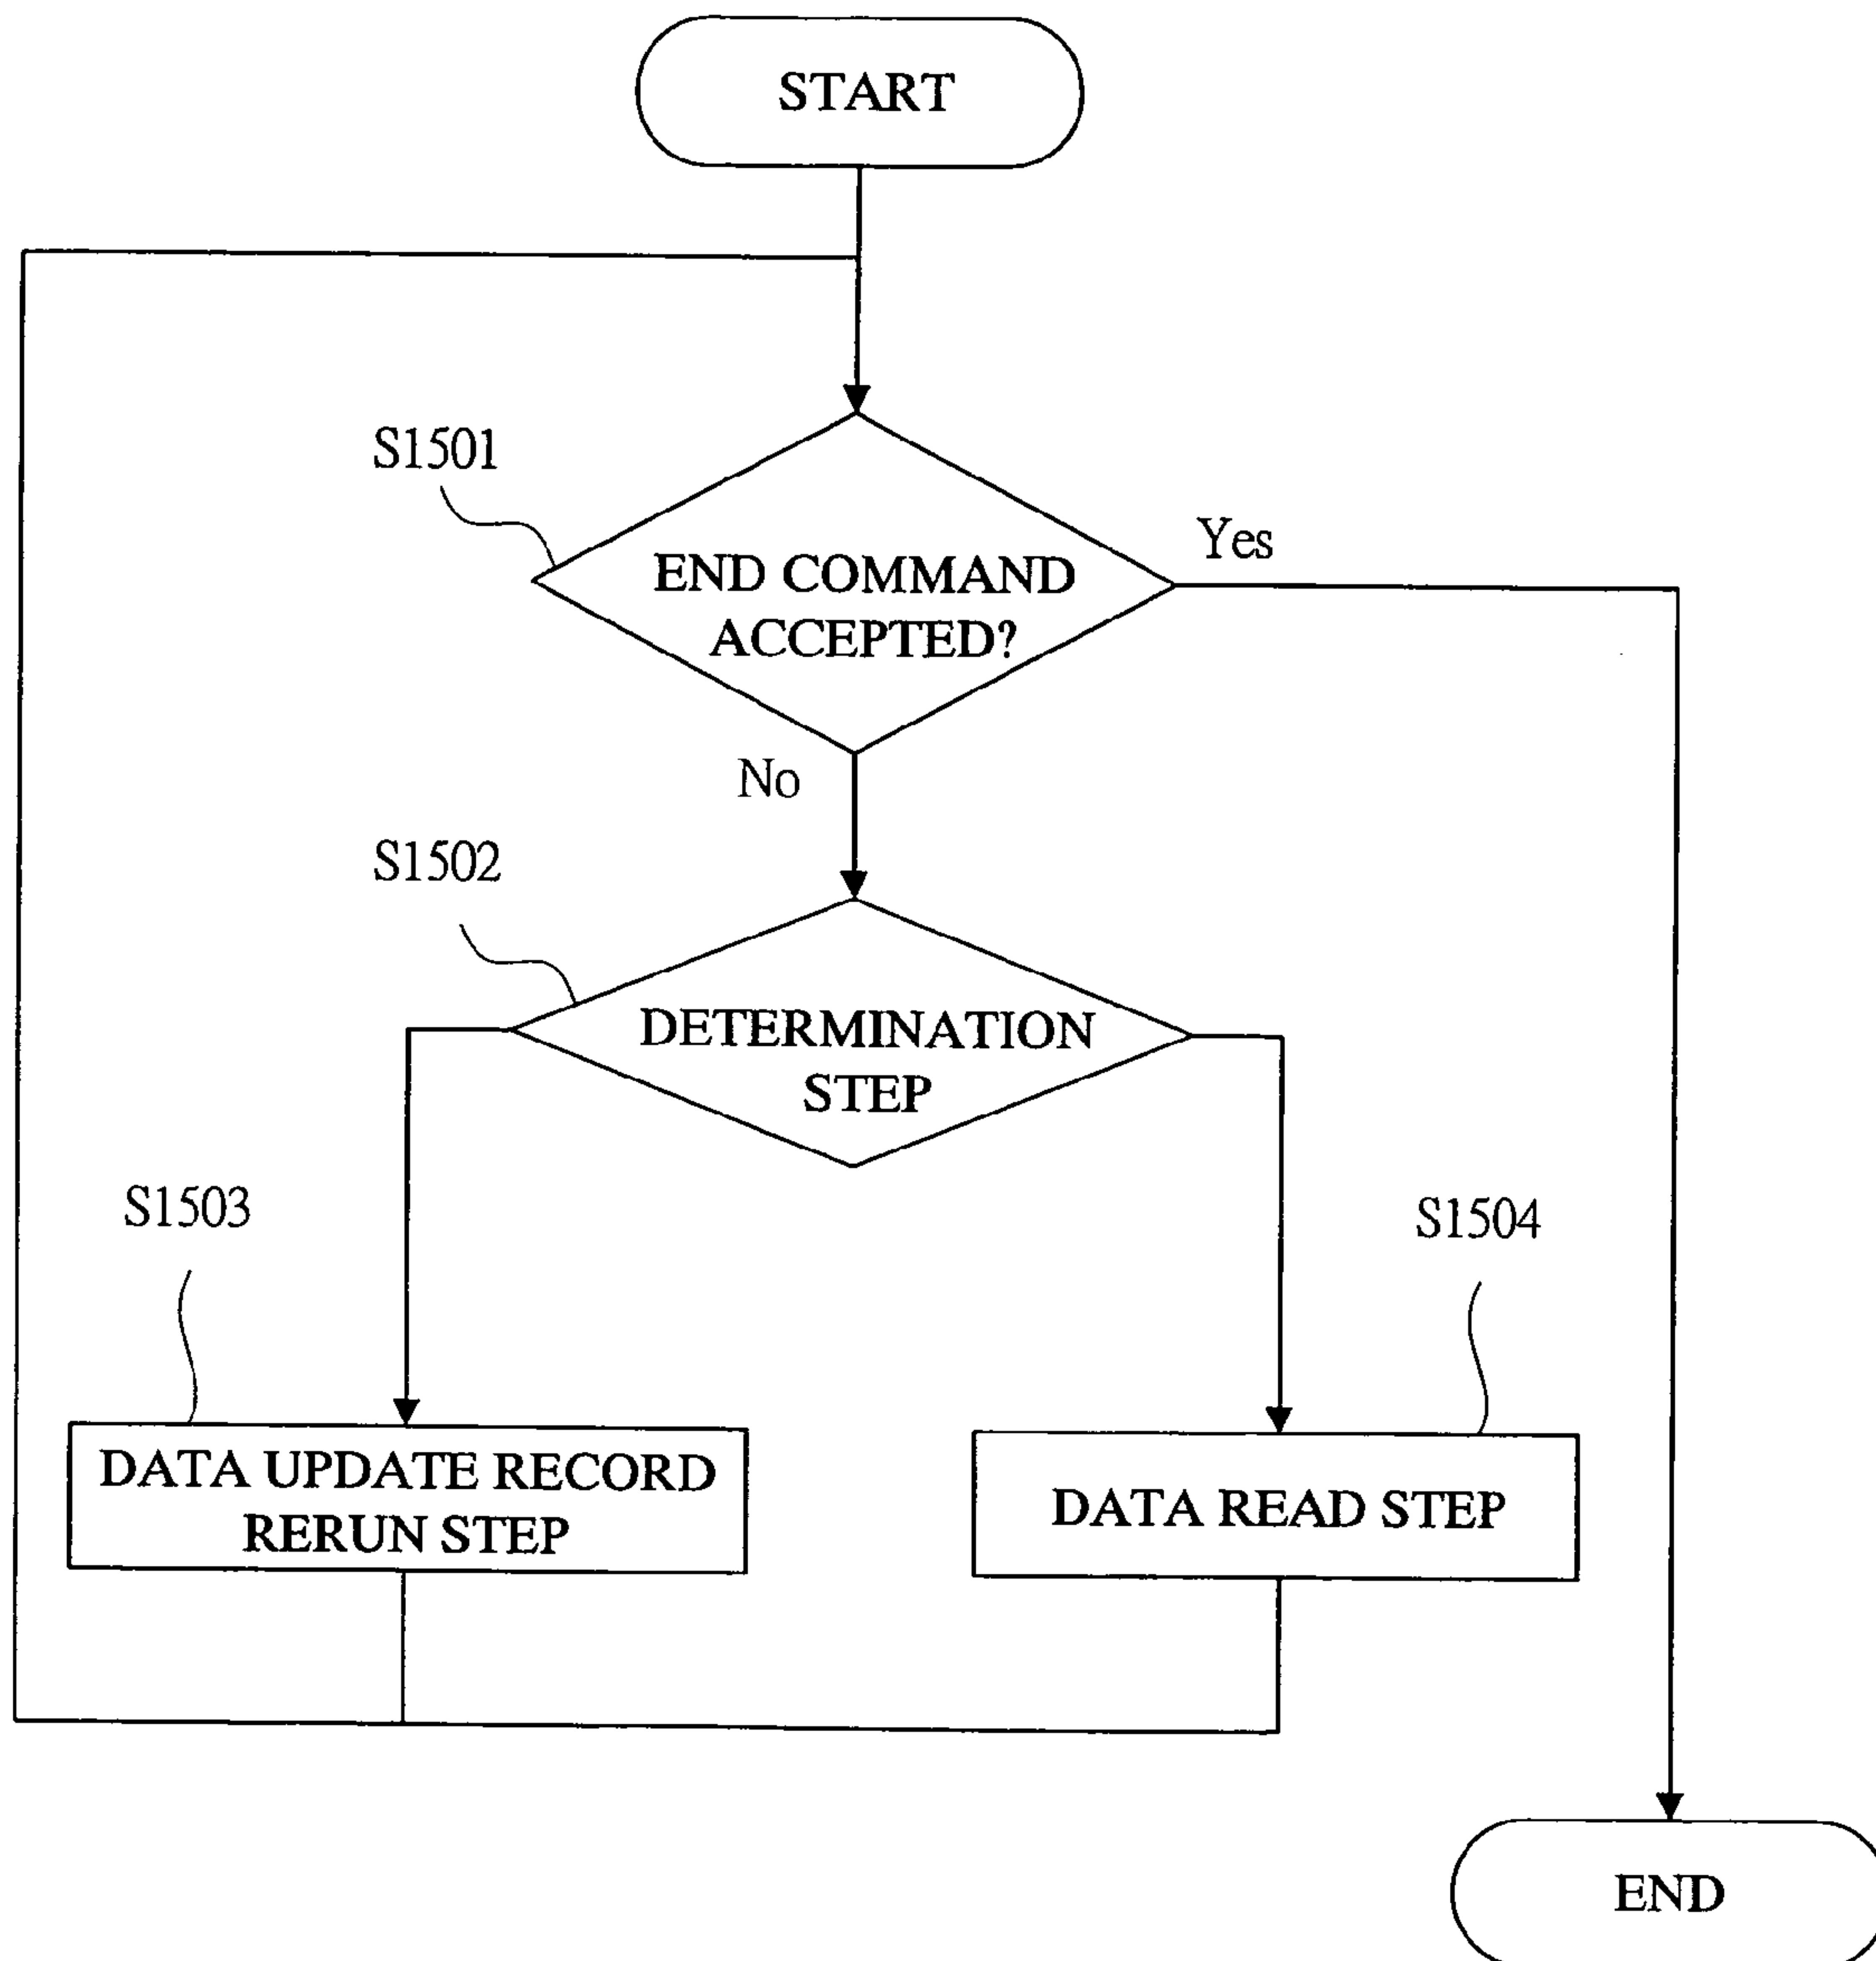 START
S1501
Yes
END COMMAND
ACCEPTED?
No
S1502
DETERMINATION
STEP
S1503
S1504
DATA UPDATE RECORD
RERUN STEP
DATA READ STEP
END